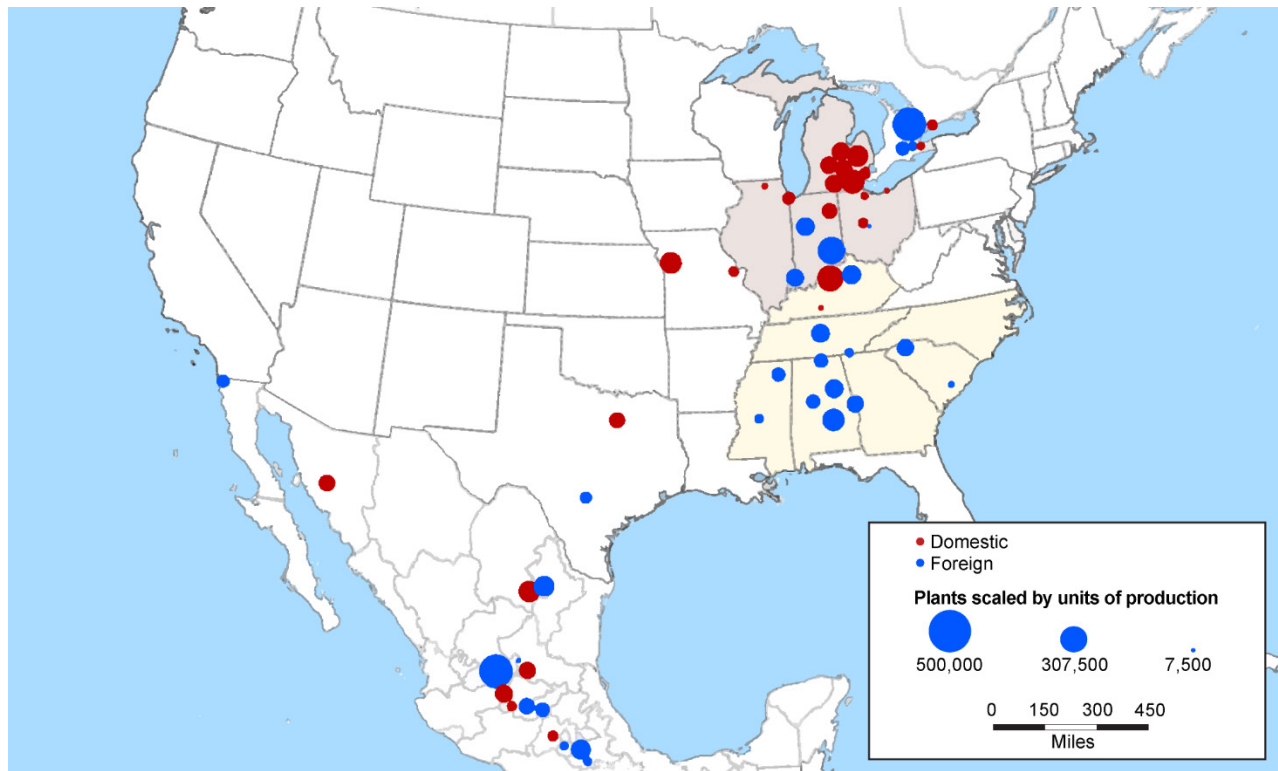 Domestic
Foreign
Plants scaled by units of production
500,000 307,500 7,500
0 150 300 450
Miles